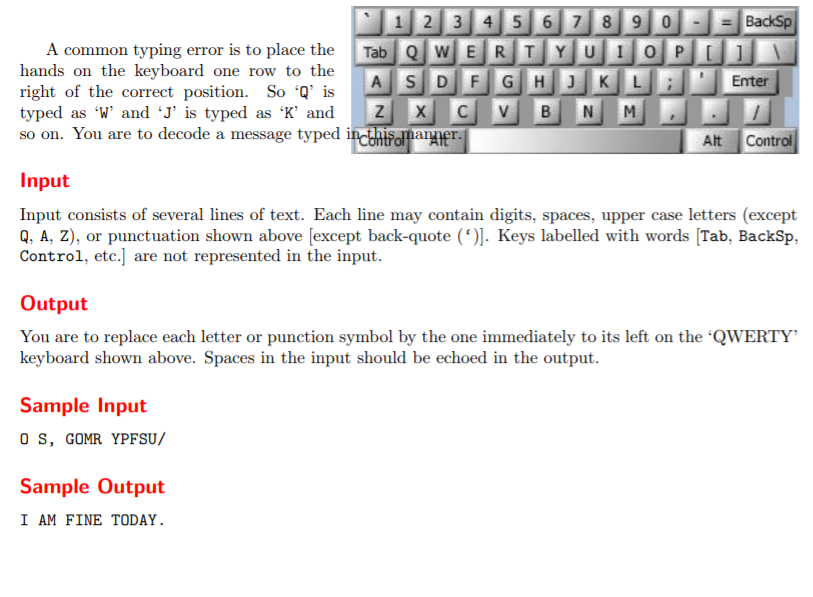 ` 1 2 3 4 5 6 7 8 9 0 - = BackSp
Tab Q W E R T Y U I O P [ ] \
A S D F G H J K L ; ' Enter
Z X C V B N M , . /
Control Alt Alt Control
A common typing error is to place the
hands on the keyboard one row to the
right of the correct position. So ‘Q’ is
typed as ‘W’ and ‘J’ is typed as ‘K’ and
so on. You are to decode a message typed in this manner.
Input
Input consists of several lines of text. Each line may contain digits, spaces, upper case letters (except
Q, A, Z), or punctuation shown above [except back-quote (‘)]. Keys labelled with words [Tab, BackSp,
Control, etc.] are not represented in the input.
Output
You are to replace each letter or punction symbol by the one immediately to its left on the ‘QWERTY’
keyboard shown above. Spaces in the input should be echoed in the output.
Sample Input
O S, GOMR YPFSU/
Sample Output
I AM FINE TODAY.